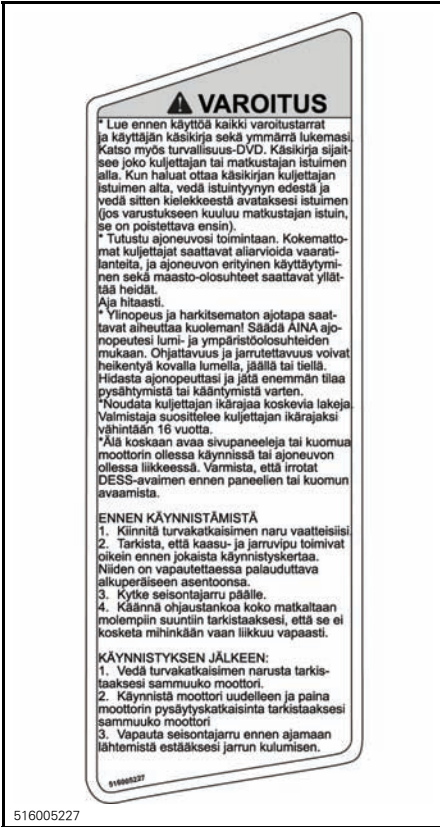 VAROITUS
* Lue ennen käyttöä kaikki varoitustarrat
ja käyttäjän käsikirja sekä ymmärrä lukemasi.
Katso myös turvallisuus-DVD. Käsikirja sijait-
see joko kuljettajan tai matkustajan istuimen
alla. Kun haluat ottaa käsikirjan kuljettajan
istuimen alta, vedä istuintyynyn edestä ja
vedä sitten kielekkeestä avataksesi istuimen
(jos varustukseen kuuluu matkustajan istuin,
se on poistettava ensin).
* Tutustu ajoneuvosi toimintaan. Kokematto-
mat kuljettajat saattavat aliarvioida vaarati-
lanteita, ja ajoneuvon erityinen käyttäytymi-
nen sekä maasto-olosuhteet saattavat yllät-
tää heidät.
Aja hitaasti.
* Ylinopeus ja harkitsematon ajotapa saat-
tavat aiheuttaa kuoleman! Säädä AINA ajo-
nopeutesi lumi- ja ympäristöolosuhteiden
mukaan. Ohjattavuus ja jarrutettavuus voivat
heikentyä kovalla lumella, jäällä tai tiellä.
Hidasta ajonopeuttasi ja jätä enemmän tilaa
pysähtymistä tai kääntymistä varten.
*Noudata kuljettajan ikärajaa koskevia lakeja.
Valmistaja suosittelee kuljettajan ikärajaksi
vähintään 16 vuotta.
*Älä koskaan avaa sivupaneeleja tai kuomua
moottorin ollessa käynnissä tai ajoneuvon
ollessa liikkeessä. Varmista, että irrotat
DESS-avaimen ennen paneelien tai kuomun
avaamista.
ENNEN KÄYNNISTÄMISTÄ
1. Kiinnitä turvakatkaisimen naru vaatteisiisi.
2. Tarkista, että kaasu- ja jarruvipu toimivat
oikein ennen jokaista käynnistyskertaa.
Niiden on vapautettaessa palauduttava
alkuperäiseen asentoonsa.
3. Kytke seisontajarru päälle.
4. Käännä ohjaustankoa koko matkaltaan
molempiin suuntiin tarkistaaksesi, että se ei
kosketa mihinkään vaan liikkuu vapaasti.
KÄYNNISTYKSEN JÄLKEEN:
1. Vedä turvakatkaisimen narusta tarkis-
taaksesi sammuuko moottori.
2. Käynnistä moottori uudelleen ja paina
moottorin pysäytyskatkaisinta tarkistaaksesi
sammuuko moottori
3. Vapauta seisontajarru ennen ajamaan
lähtemistä estääksesi jarrun kulumisen.
516005227
516005227